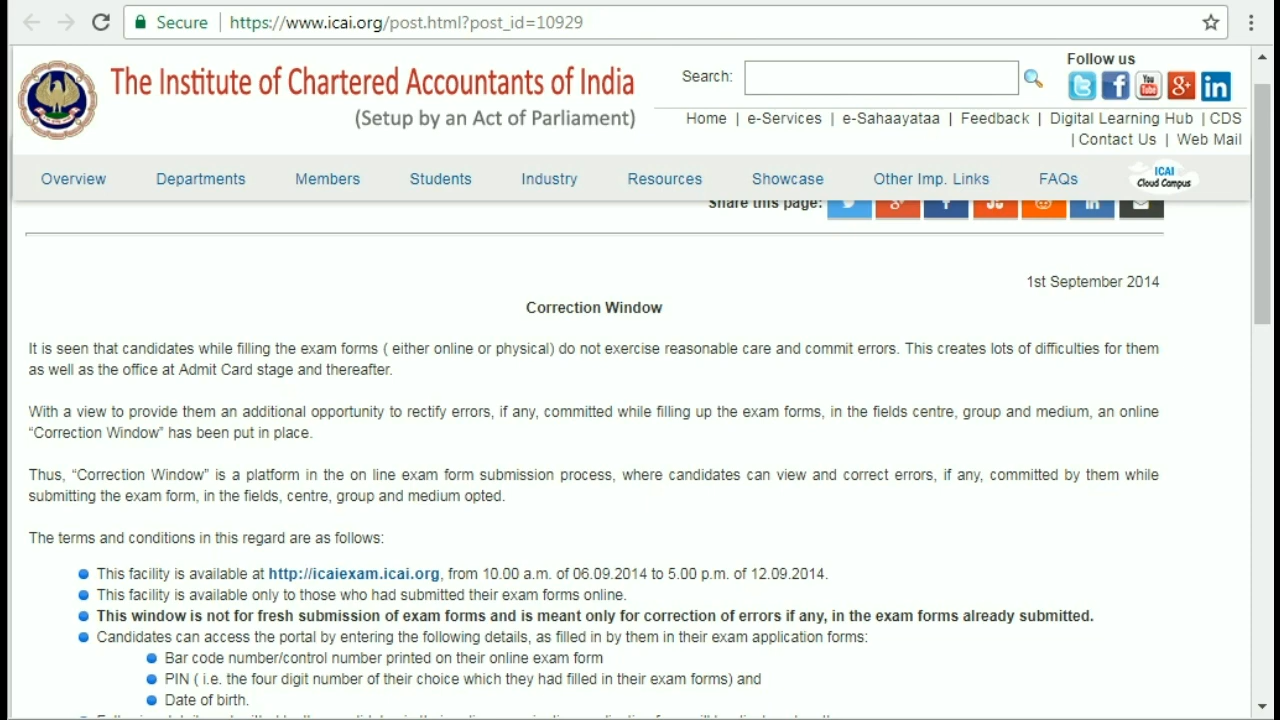 Secure https://www.icai.org/post.html?post_id=10929
The Institute of Chartered Accountants of India
(Setup by an Act of Parliament)
Search:
Follow us
You Tube
Home | e-Services | e-Sahaayataa | Feedback | Digital Learning Hub | CDS
| Contact Us | Web Mail
Overview Departments Members Students Industry Resources Showcase Other Imp. Links FAQs ICAI Cloud Campus
Share this page:
1st September 2014
Correction Window
It is seen that candidates while filling the exam forms ( either online or physical) do not exercise reasonable care and commit errors. This creates lots of difficulties for them
as well as the office at Admit Card stage and thereafter.
With a view to provide them an additional opportunity to rectify errors, if any, committed while filling up the exam forms, in the fields centre, group and medium, an online
“Correction Window” has been put in place.
Thus, “Correction Window” is a platform in the on line exam form submission process, where candidates can view and correct errors, if any, committed by them while
submitting the exam form, in the fields, centre, group and medium opted.
The terms and conditions in this regard are as follows:
This facility is available at http://icaiexam.icai.org, from 10.00 a.m. of 06.09.2014 to 5.00 p.m. of 12.09.2014.
This facility is available only to those who had submitted their exam forms online.
This window is not for fresh submission of exam forms and is meant only for correction of errors if any, in the exam forms already submitted.
Candidates can access the portal by entering the following details, as filled in by them in their exam application forms:
Bar code number/control number printed on their online exam form
PIN ( i.e. the four digit number of their choice which they had filled in their exam forms) and
Date of birth.